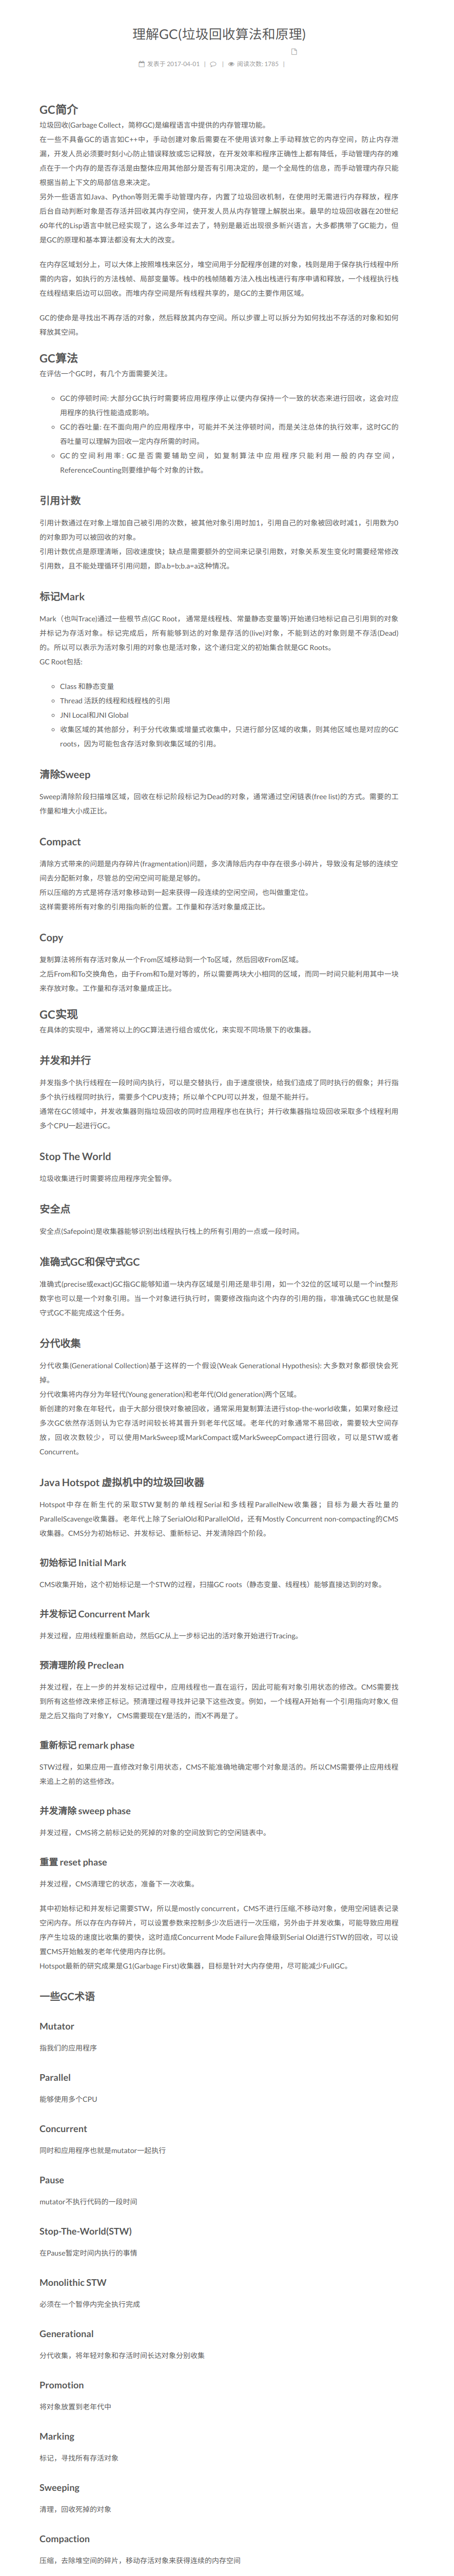 理解GC(垃圾回收算法和原理)
发表于 2017-04-01 | | 阅读次数: 1785 |
GC简介
垃圾回收(Garbage Collect，简称GC)是编程语言中提供的内存管理功能。
在一些不具备GC的语言如C++中，手动创建对象后需要在不使用该对象上手动释放它的内存空间，防止内存泄
漏，开发人员必须要时刻小心防止错误释放或忘记释放，在开发效率和程序正确性上都有降低，手动管理内存的难
点在于一个内存的是否存活是由整体应用其他部分是否有引用决定的，是一个全局性的信息，而手动管理内存只能
根据当前上下文的局部信息来决定。
另外一些语言如Java、Python等则无需手动管理内存，内置了垃圾回收机制，在使用时无需进行内存释放，程序
后台自动判断对象是否存活并回收其内存空间，使开发人员从内存管理上解脱出来。最早的垃圾回收器在20世纪
60年代的Lisp语言中就已经实现了，这么多年过去了，特别是最近出现很多新兴语言，大多都携带了GC能力，但
是GC的原理和基本算法都没有太大的改变。
在内存区域划分上，可以大体上按照堆栈来区分，堆空间用于分配程序创建的对象，栈则是用于保存执行线程中所
需的内容，如执行的方法栈帧、局部变量等。栈中的栈帧随着方法入栈出栈进行有序申请和释放，一个线程执行栈
在线程结束后边可以回收。而堆内存空间是所有线程共享的，是GC的主要作用区域。
GC的使命是寻找出不再存活的对象，然后释放其内存空间。所以步骤上可以拆分为如何找出不存活的对象和如何
释放其空间。
GC算法
在评估一个GC时，有几个方面需要关注。
GC的停顿时间: 大部分GC执行时需要将应用程序停止以便内存保持一个一致的状态来进行回收，这会对应
用程序的执行性能造成影响。
GC的吞吐量: 在不面向用户的应用程序中，可能并不关注停顿时间，而是关注总体的执行效率，这时GC的
吞吐量可以理解为回收一定内存所需的时间。
GC的空间利用率: GC是否需要辅助空间，如复制算法中应用程序只能利用一般的内存空间，
ReferenceCounting则要维护每个对象的计数。
引用计数
引用计数通过在对象上增加自己被引用的次数，被其他对象引用时加1，引用自己的对象被回收时减1，引用数为0
的对象即为可以被回收的对象。
引用计数优点是原理清晰，回收速度快；缺点是需要额外的空间来记录引用数，对象关系发生变化时需要经常修改
引用数，且不能处理循环引用问题，即a.b=b;b.a=a这种情况。
标记Mark
Mark（也叫Trace)通过一些根节点(GC Root， 通常是线程栈、常量静态变量等)开始递归地标记自己引用到的对象
并标记为存活对象。标记完成后，所有能够到达的对象是存活的(live)对象，不能到达的对象则是不存活(Dead)
的。所以可以表示为活对象引用的对象也是活对象，这个递归定义的初始集合就是GC Roots。
GC Root包括:
Class 和静态变量
Thread 活跃的线程和线程栈的引用
JNI Local和JNI Global
收集区域的其他部分，利于分代收集或增量式收集中，只进行部分区域的收集，则其他区域也是对应的GC
roots，因为可能包含存活对象到收集区域的引用。
清除Sweep
Sweep清除阶段扫描堆区域，回收在标记阶段标记为Dead的对象，通常通过空闲链表(free list)的方式。需要的工
作量和堆大小成正比。
Compact
清除方式带来的问题是内存碎片(fragmentation)问题，多次清除后内存中存在很多小碎片，导致没有足够的连续空
间去分配新对象，尽管总的空闲空间可能是足够的。
所以压缩的方式是将存活对象移动到一起来获得一段连续的空闲空间，也叫做重定位。
这样需要将所有对象的引用指向新的位置。工作量和存活对象量成正比。
Copy
复制算法将所有存活对象从一个From区域移动到一个To区域，然后回收From区域。
之后From和To交换角色，由于From和To是对等的，所以需要两块大小相同的区域，而同一时间只能利用其中一块
来存放对象。工作量和存活对象量成正比。
GC实现
在具体的实现中，通常将以上的GC算法进行组合或优化，来实现不同场景下的收集器。
并发和并行
并发指多个执行线程在一段时间内执行，可以是交替执行，由于速度很快，给我们造成了同时执行的假象；并行指
多个执行线程同时执行，需要多个CPU支持；所以单个CPU可以并发，但是不能并行。
通常在GC领域中，并发收集器则指垃圾回收的同时应用程序也在执行；并行收集器指垃圾回收采取多个线程利用
多个CPU一起进行GC。
Stop The World
垃圾收集进行时需要将应用程序完全暂停。
安全点
安全点(Safepoint)是收集器能够识别出线程执行栈上的所有引用的一点或一段时间。
准确式GC和保守式GC
准确式(precise或exact)GC指GC能够知道一块内存区域是引用还是非引用，如一个32位的区域可以是一个int整形
数字也可以是一个对象引用。当一个对象进行执行时，需要修改指向这个内存的引用的指，非准确式GC也就是保
守式GC不能完成这个任务。
分代收集
分代收集(Generational Collection)基于这样的一个假设(Weak Generational Hypothesis): 大多数对象都很快会死
掉。
分代收集将内存分为年轻代(Young generation)和老年代(Old generation)两个区域。
新创建的对象在年轻代，由于大部分很快对象被回收，通常采用复制算法进行stop-the-world收集，如果对象经过
多次GC依然存活则认为它存活时间较长将其晋升到老年代区域。老年代的对象通常不易回收，需要较大空间存
放，回收次数较少，可以使用MarkSweep或MarkCompact或MarkSweepCompact进行回收，可以是STW或者
Concurrent。
Java Hotspot 虚拟机中的垃圾回收器
Hotspot中存在新生代的采取STW复制的单线程Serial和多线程ParallelNew收集器；目标为最大吞吐量的
ParallelScavenge收集器。老年代上除了SerialOld和ParallelOld，还有Mostly Concurrent non-compacting的CMS
收集器。CMS分为初始标记、并发标记、重新标记、并发清除四个阶段。
初始标记 Initial Mark
CMS收集开始，这个初始标记是一个STW的过程，扫描GC roots（静态变量、线程栈）能够直接达到的对象。
并发标记 Concurrent Mark
并发过程，应用线程重新启动，然后GC从上一步标记出的活对象开始进行Tracing。
预清理阶段 Preclean
并发过程，在上一步的并发标记过程中，应用线程也一直在运行，因此可能有对象引用状态的修改。CMS需要找
到所有这些修改来修正标记。预清理过程寻找并记录下这些改变。例如，一个线程A开始有一个引用指向对象X, 但
是之后又指向了对象Y， CMS需要现在Y是活的，而X不再是了。
重新标记 remark phase
STW过程，如果应用一直修改对象引用状态，CMS不能准确地确定哪个对象是活的。所以CMS需要停止应用线程
来追上之前的这些修改。
并发清除 sweep phase
并发过程，CMS将之前标记处的死掉的对象的空间放到它的空闲链表中。
重置 reset phase
并发过程，CMS清理它的状态，准备下一次收集。
其中初始标记和并发标记需要STW，所以是mostly concurrent，CMS不进行压缩,不移动对象，使用空闲链表记录
空闲内存。所以存在内存碎片，可以设置参数来控制多少次后进行一次压缩，另外由于并发收集，可能导致应用程
序产生垃圾的速度比收集的要快，这时造成Concurrent Mode Failure会降级到Serial Old进行STW的回收，可以设
置CMS开始触发的老年代使用内存比例。
Hotspot最新的研究成果是G1(Garbage First)收集器，目标是针对大内存使用，尽可能减少FullGC。
一些GC术语
Mutator
指我们的应用程序
Parallel
能够使用多个CPU
Concurrent
同时和应用程序也就是mutator一起执行
Pause
mutator不执行代码的一段时间
Stop-The-World(STW)
在Pause暂定时间内执行的事情
Monolithic STW
必须在一个暂停内完全执行完成
Generational
分代收集，将年轻对象和存活时间长达对象分别收集
Promotion
将对象放置到老年代中
Marking
标记，寻找所有存活对象
Sweeping
清理，回收死掉的对象
Compaction
压缩，去除堆空间的碎片，移动存活对象来获得连续的内存空间